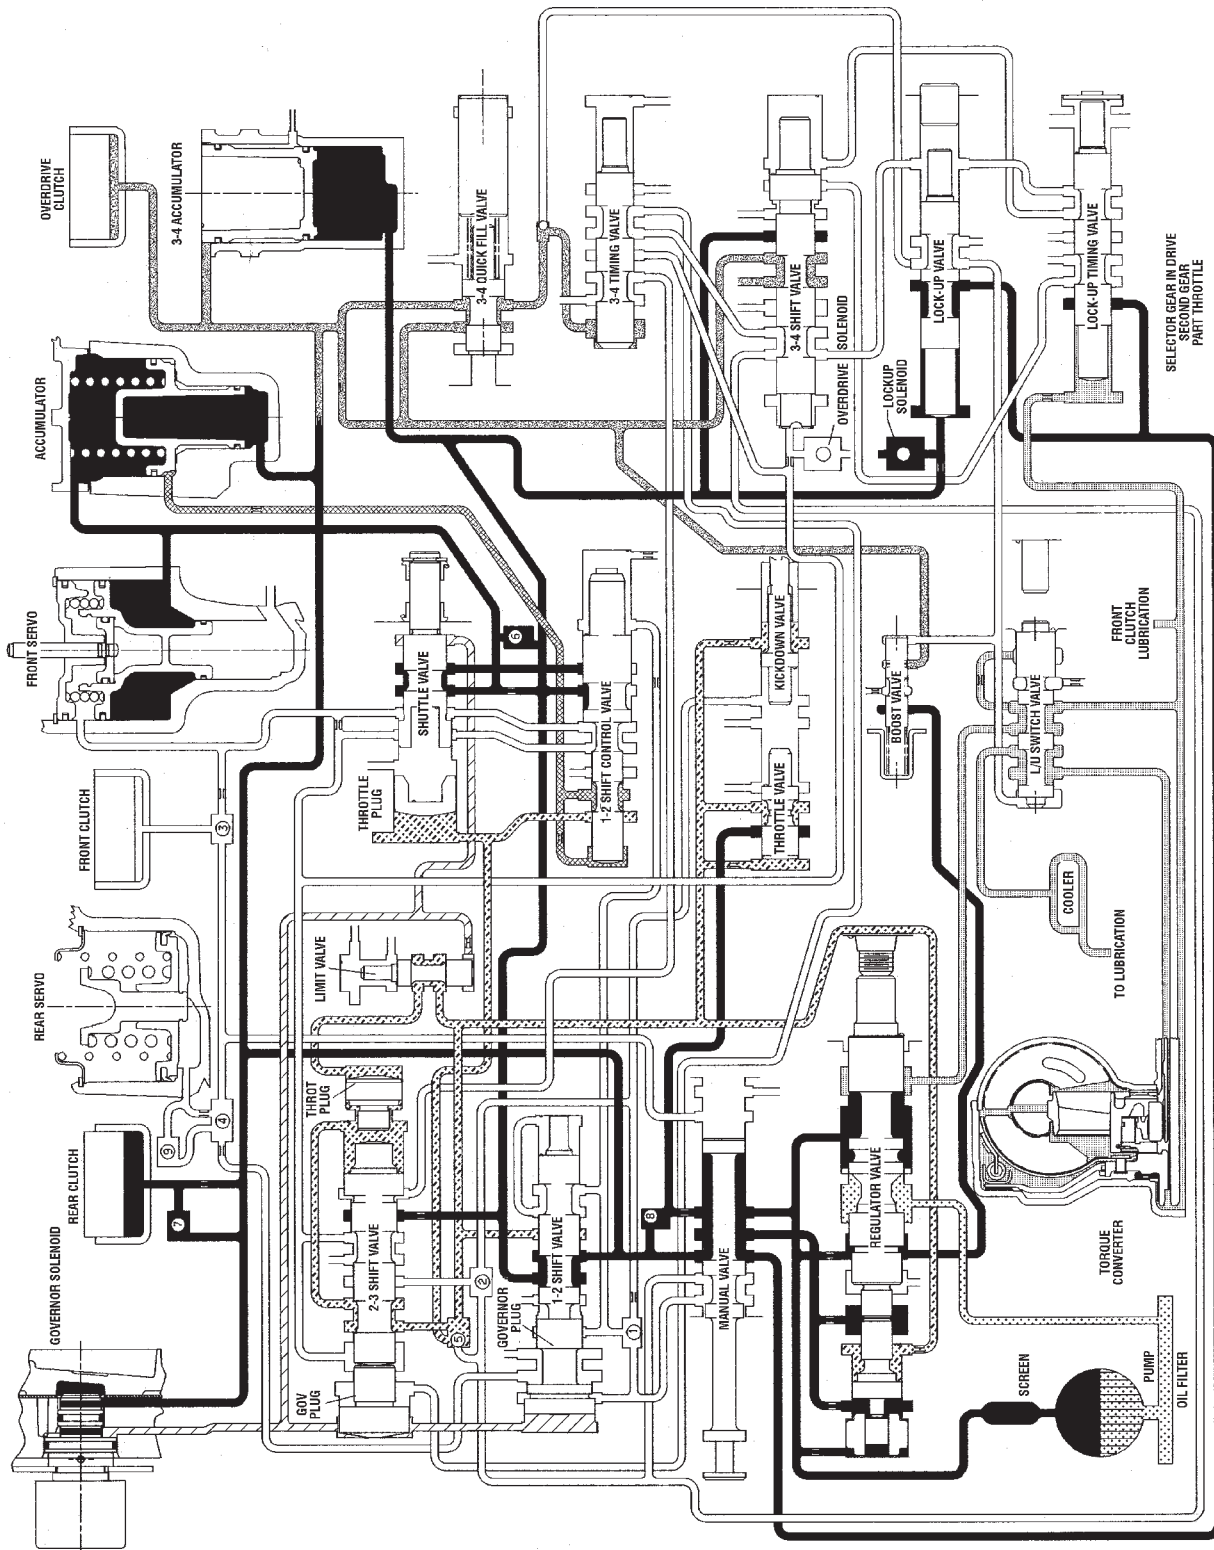 OVERDRIVE
CLUTCH
3-4 ACCUMULATOR
3-4 QUICK FILL VALVE
3-4 TIMING VALVE
3-4 SHIFT VALVE
LOCK-UP VALVE
LOCK-UP TIMING VALVE
SELECTOR GEAR IN DRIVE
SECOND GEAR
PART THROTTLE
ACCUMULATOR
OVERDRIVE SOLENOID
LOCKUP
SOLENOID
FRONT SERVO
6
SHUTTLE VALVE
THROTTLE
PLUG
1-2 SHIFT CONTROL VALVE
KICKDOWN VALVE
THROTTLE VALVE
BOOST VALVE
L/U SWITCH VALVE
FRONT
CLUTCH
LUBRICATION
FRONT CLUTCH
3
LIMIT VALVE
COOLER
TO LUBRICATION
REAR SERVO
4
9
THROT
PLUG
REAR CLUTCH
7
2-3 SHIFT VALVE
2
5
GOVERNOR
PLUG
1-2 SHIFT VALVE
1
8
MANUAL VALVE
REGULATOR VALVE
TORQUE
CONVERTER
GOVERNOR SOLENOID
GOV
PLUG
SCREEN
PUMP
OIL FILTER